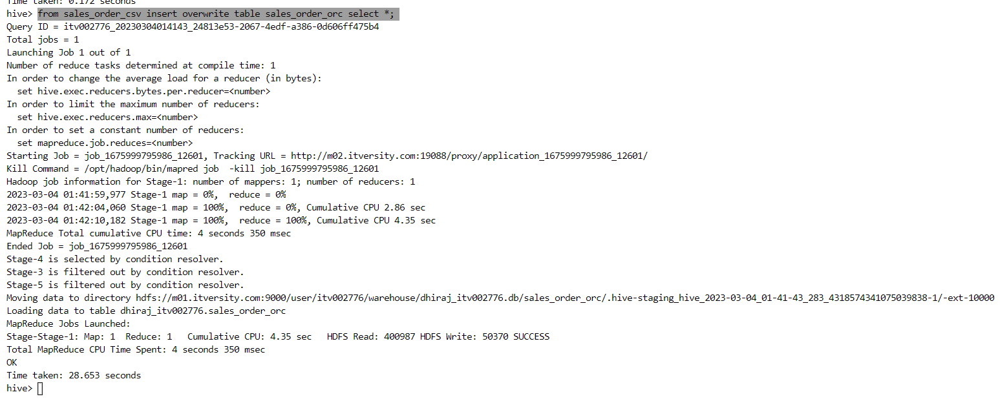 Time taken: 0.172 seconds
hive> from sales_order_csv insert overwrite table sales_order_orc select *;
Query ID = itv002776_20230304014143_24813e53-2067-4edf-a386-0d606ff475b4
Total jobs = 1
Launching Job 1 out of 1
Number of reduce tasks determined at compile time: 1
In order to change the average load for a reducer (in bytes):
  set hive.exec.reducers.bytes.per.reducer=<number>
In order to limit the maximum number of reducers:
  set hive.exec.reducers.max=<number>
In order to set a constant number of reducers:
  set mapreduce.job.reduces=<number>
Starting Job = job_1675999795986_12601, Tracking URL = http://m02.itversity.com:19088/proxy/application_1675999795986_12601/
Kill Command = /opt/hadoop/bin/mapred job  -kill job_1675999795986_12601
Hadoop job information for Stage-1: number of mappers: 1; number of reducers: 1
2023-03-04 01:41:59,977 Stage-1 map = 0%,  reduce = 0%
2023-03-04 01:42:04,060 Stage-1 map = 100%,  reduce = 0%, Cumulative CPU 2.86 sec
2023-03-04 01:42:10,182 Stage-1 map = 100%,  reduce = 100%, Cumulative CPU 4.35 sec
MapReduce Total cumulative CPU time: 4 seconds 350 msec
Ended Job = job_1675999795986_12601
Stage-4 is selected by condition resolver.
Stage-3 is filtered out by condition resolver.
Stage-5 is filtered out by condition resolver.
Moving data to directory hdfs://m01.itversity.com:9000/user/itv002776/warehouse/dhiraj_itv002776.db/sales_order_orc/.hive-staging_hive_2023-03-04_01-41-43_283_4318574341075039838-1/-ext-10000
Loading data to table dhiraj_itv002776.sales_order_orc
MapReduce Jobs Launched:
Stage-Stage-1: Map: 1  Reduce: 1   Cumulative CPU: 4.35 sec   HDFS Read: 400987 HDFS Write: 50370 SUCCESS
Total MapReduce CPU Time Spent: 4 seconds 350 msec
OK
Time taken: 28.653 seconds
hive>